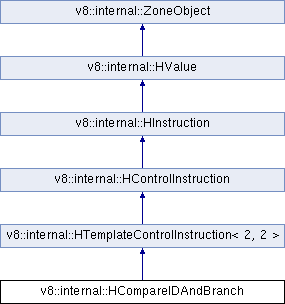 v8::internal::ZoneObject
v8::internal::HValue
v8::internal::HInstruction
v8::internal::HControlInstruction
v8::internal::HTemplateControlInstruction< 2, 2 >
v8::internal::HCompareIDAndBranch